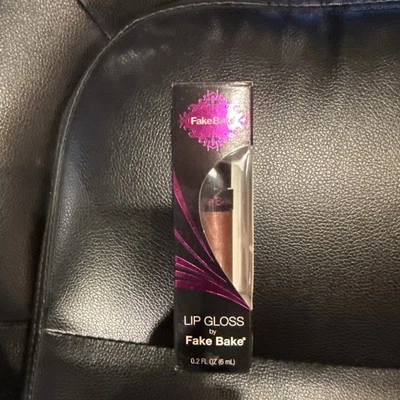 Fake Bake®
LIP GLOSS
by
Fake Bake®
0.2 FL OZ (6 mL)